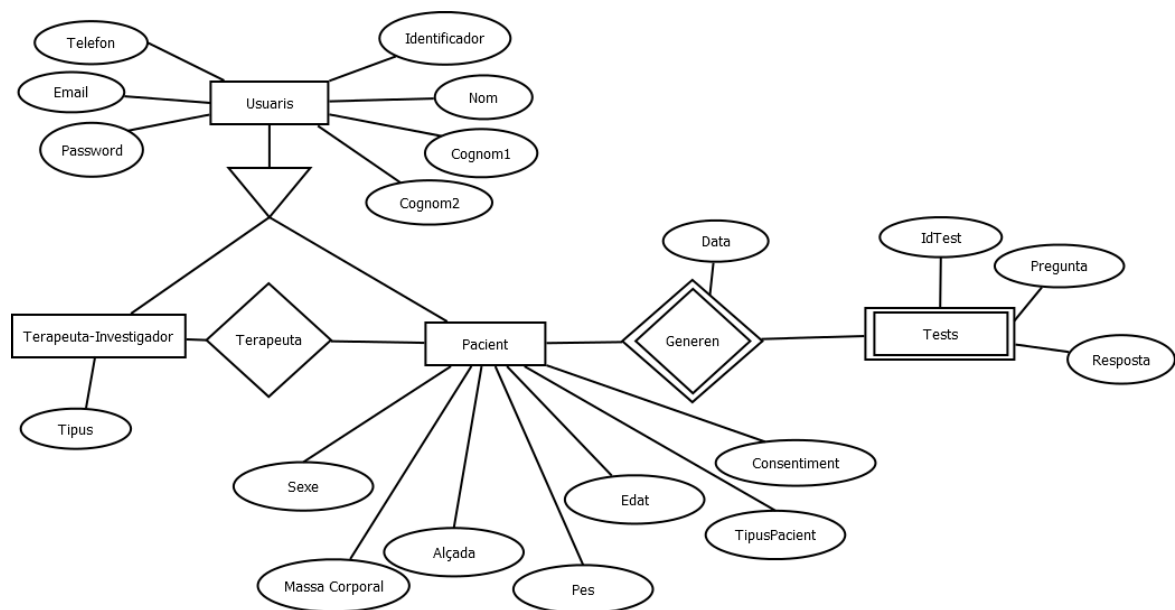 Telefon
Identificador
Email
Usuaris
Nom
Password
Cognom1
Cognom2
Data
IdTest
Pregunta
Terapeuta-Investigador
Terapeuta
Pacient
Generen
Tests
Resposta
Tipus
Sexe
Consentiment
Edat
TipusPacient
Alçada
Massa Corporal
Pes